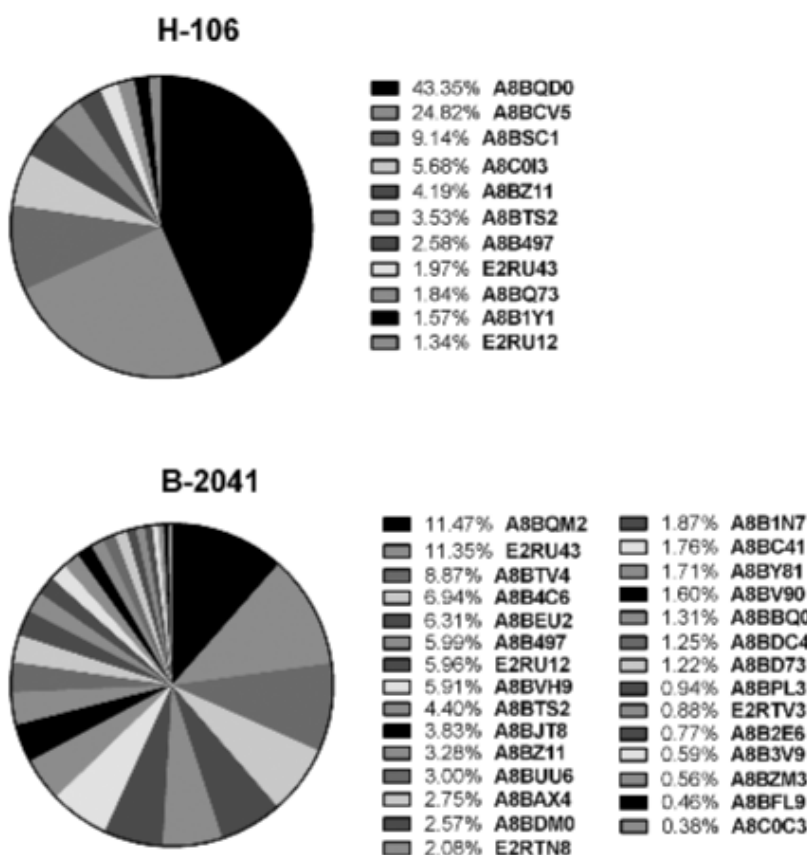 H-106
43.35% A8BQD0
24.82% A8BCV5
9.14% A8BSC1
5.68% A8C0I3
4.19% A8BZ11
3.53% A8BTS2
2.58% A8B497
1.97% E2RU43
1.84% A8BQ73
1.57% A8B1Y1
1.34% E2RU12
B-2041
11.47% A8BQM2
11.35% E2RU43
8.87% A8BTV4
6.94% A8B4C6
6.31% A8BEU2
5.99% A8B497
5.96% E2RU12
5.91% A8BVH9
4.40% A8BTS2
3.83% A8BJT8
3.28% A8BZ11
3.00% A8BUU6
2.75% A8BAX4
2.57% A8BDM0
2.08% E2RTN8
1.87% A8B1N7
1.76% A8BC41
1.71% A8BY81
1.60% A8BV90
1.31% A8BBQ0
1.25% A8BDC4
1.22% A8BD73
0.94% A8BPL3
0.88% E2RTV3
0.77% A8B2E6
0.59% A8B3V9
0.56% A8BZM3
0.46% A8BFL9
0.38% A8C0C3